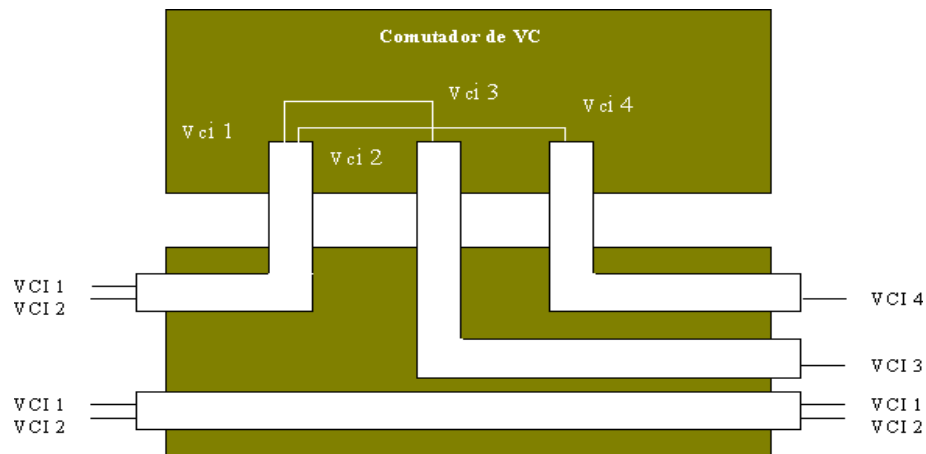 Comutador de VC
Vci 3
Vci 4
Vci 1
Vci 2
VCI 1
VCI 2
VCI 4
VCI 3
VCI 1
VCI 2
VCI 1
VCI 2